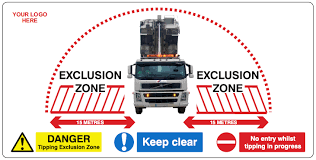 YOUR LOGO
HERE
EXCLUSION
ZONE
EXCLUSION
ZONE
15 METRES
15 METRES
DANGER
Tipping Exclusion Zone
Keep clear
No entry whilst
tipping in progress